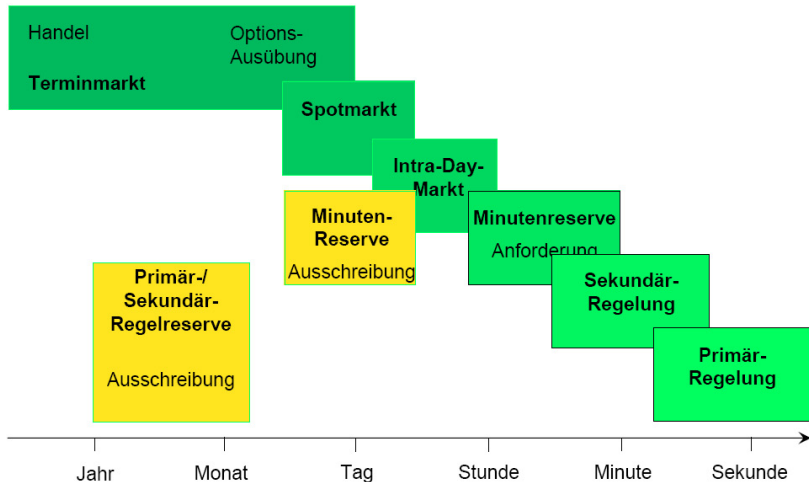 Handel
Options-
Ausübung
Terminmarkt
Spotmarkt
Intra-Day-
Markt
Minuten-
Reserve
Ausschreibung
Minutenreserve
Anforderung
Primär-/
Sekundär-
Regelreserve
Ausschreibung
Sekundär-
Regelung
Primär-
Regelung
Jahr Monat Tag Stunde Minute Sekunde